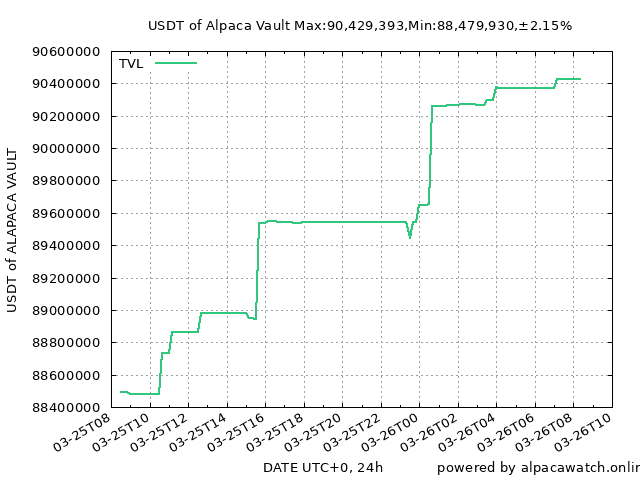 USDT of Alpaca Vault Max:90,429,393,Min:88,479,930,±2.15%
TVL
90600000
90400000
90200000
90000000
89800000
89600000
89400000
89200000
89000000
88800000
88600000
88400000
USDT of ALAPACA VAULT
03-25T08
03-25T10
03-25T12
03-25T14
03-25T16
03-25T18
03-25T20
03-25T22
03-26T00
03-26T02
03-26T04
03-26T06
03-26T08
03-26T10
DATE UTC+0, 24h
powered by alpacawatch.onlin